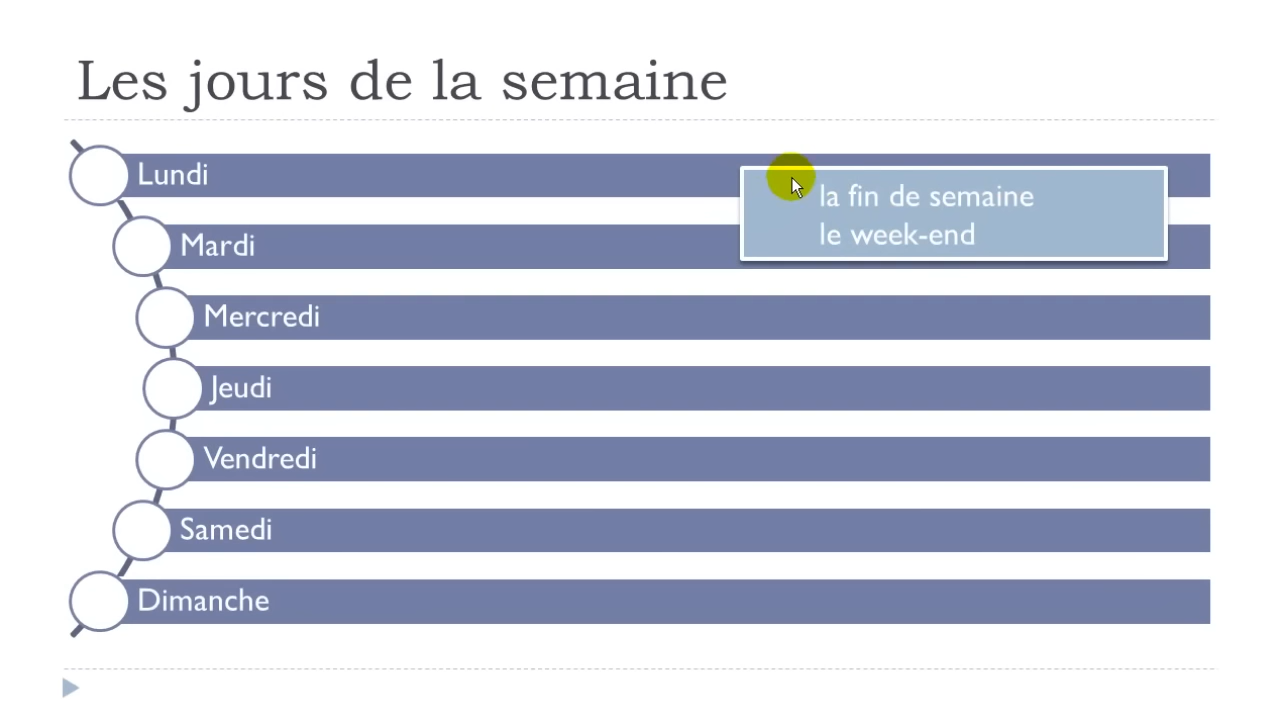 Les jours de la semaine
Lundi
la fin de semaine
le week-end
Mardi
Mercredi
Jeudi
Vendredi
Samedi
Dimanche